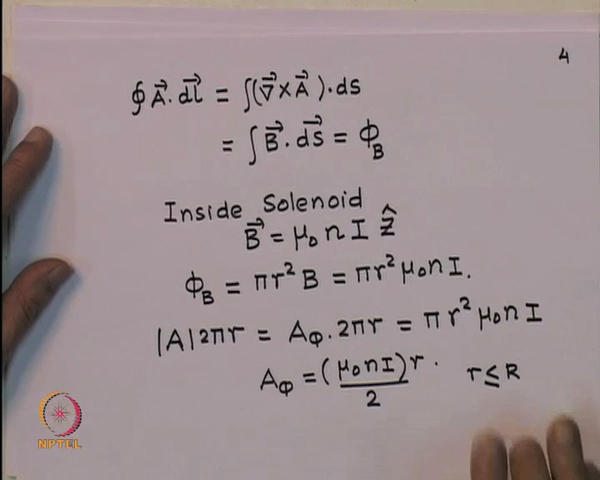 4
∮ A⃗ . dl⃗ = ∫(∇⃗ × A⃗) . ds
= ∫ B⃗ . ds⃗ = Φ_B
Inside Solenoid
B⃗ = μ₀ n I ẑ
Φ_B = πr² B = πr² μ₀ n I .
|A| 2πr = A_φ . 2πr = πr² μ₀ n I
A_φ = (μ₀ n I) r / 2 . r ≤ R
NPTEL